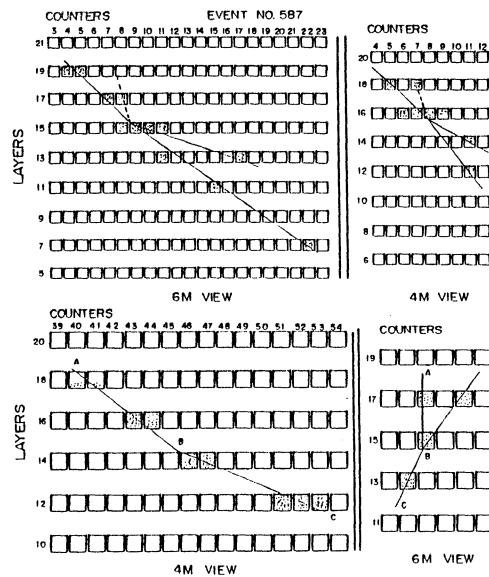 COUNTERS EVENT NO. 587
3 4 5 6 7 8 9 10 11 12 13 14 15 16 17 18 19 20 21 22 23
21
19
17
15
13
11
9
7
5
LAYERS
6M VIEW
COUNTERS
4 5 6 7 8 9 10 11 12
20
18
16
14
12
10
8
6
4M VIEW
COUNTERS
39 40 41 42 43 44 45 46 47 48 49 50 51 52 53 54
20
A
18
16
B
14
12
C
10
LAYERS
4M VIEW
COUNTERS
19
A
17
15
B
13
C
11
6M VIEW